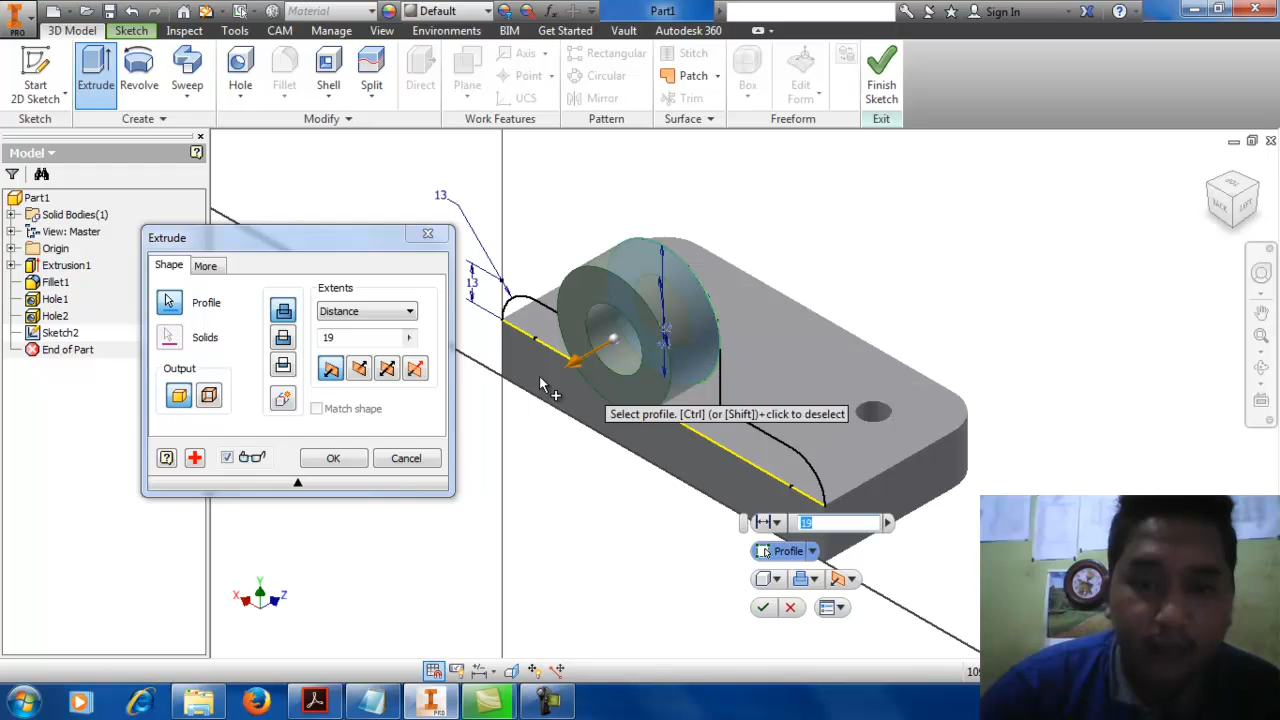 Material
Default
Part1
Sign In
PRO
3D Model
Sketch
Inspect
Tools
CAM
Manage
View
Environments
BIM
Get Started
Vault
Autodesk 360
Start
2D Sketch
Extrude
Revolve
Sweep
Hole
Fillet
Shell
Split
Direct
Plane
Axis
Point
UCS
Rectangular
Circular
Mirror
Stitch
Patch
Trim
Box
Edit
Form
Finish
Sketch
Sketch
Create
Modify
Work Features
Pattern
Surface
Freeform
Exit
Model
Part1
Solid Bodies(1)
View: Master
Origin
Extrusion1
Fillet1
Hole1
Hole2
Sketch2
End of Part
Extrude
Shape
More
Profile
Solids
Output
Extents
Distance
19
Match shape
OK
Cancel
13
13
Select profile. [Ctrl] (or [Shift])+click to deselect
19
Profile
BACK
LEFT
X
Y
Z
PRO